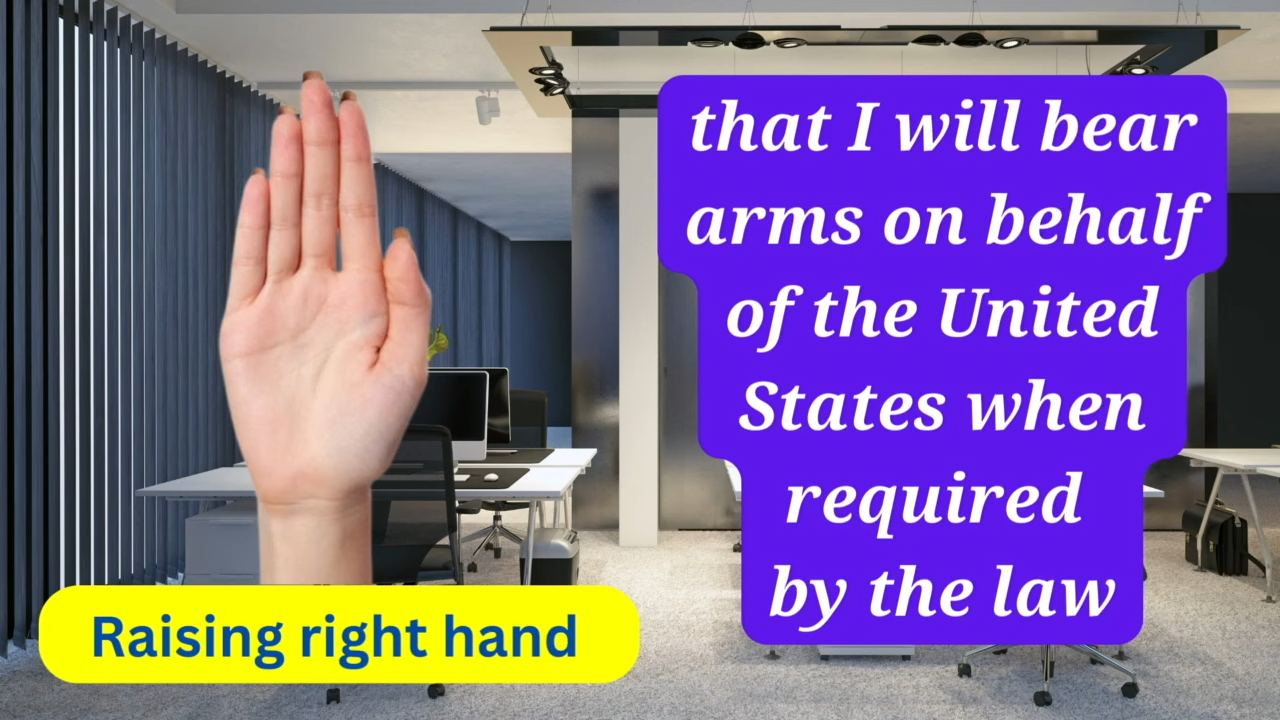 that I will bear
arms on behalf
of the United
States when
required
by the law
Raising right hand